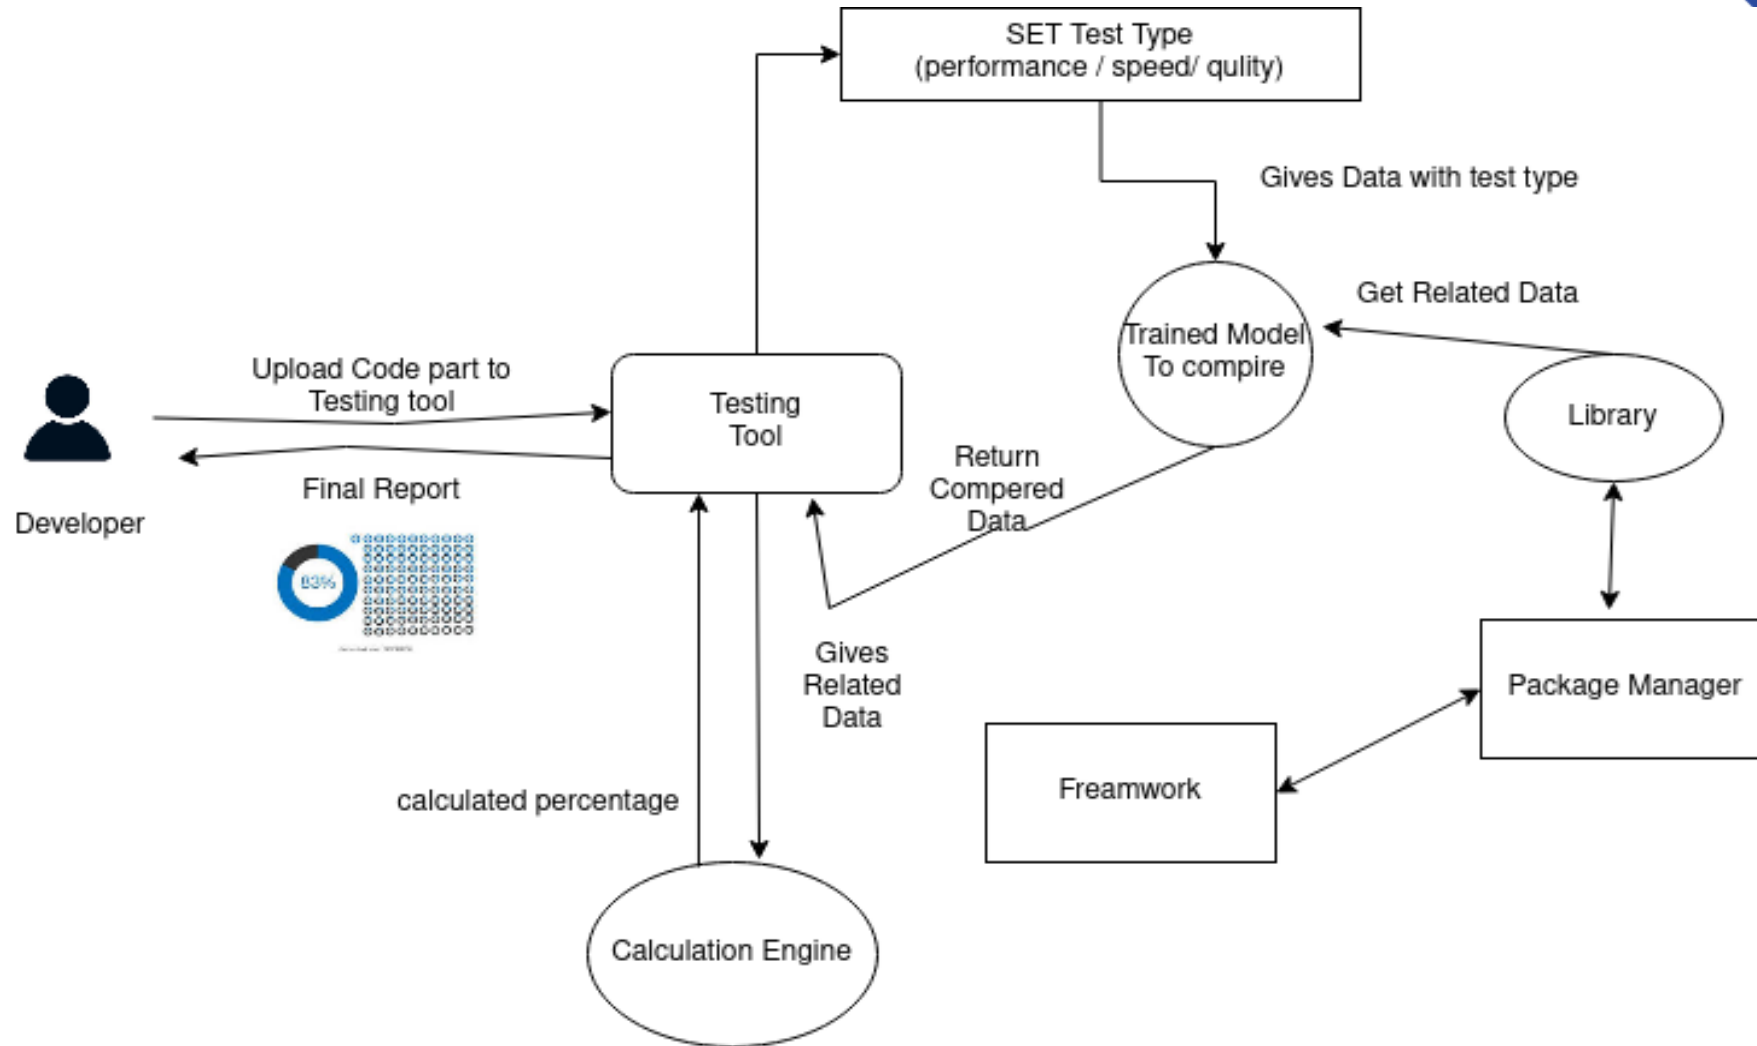 SET Test Type
(performance / speed/ qulity)
Gives Data with test type
Get Related Data
Trained Model
To compire
Library
Upload Code part to
Testing tool
Testing
Tool
Developer
Final Report
83%
Return
Compered
Data
Gives
Related
Data
Package Manager
Freamwork
calculated percentage
Calculation Engine